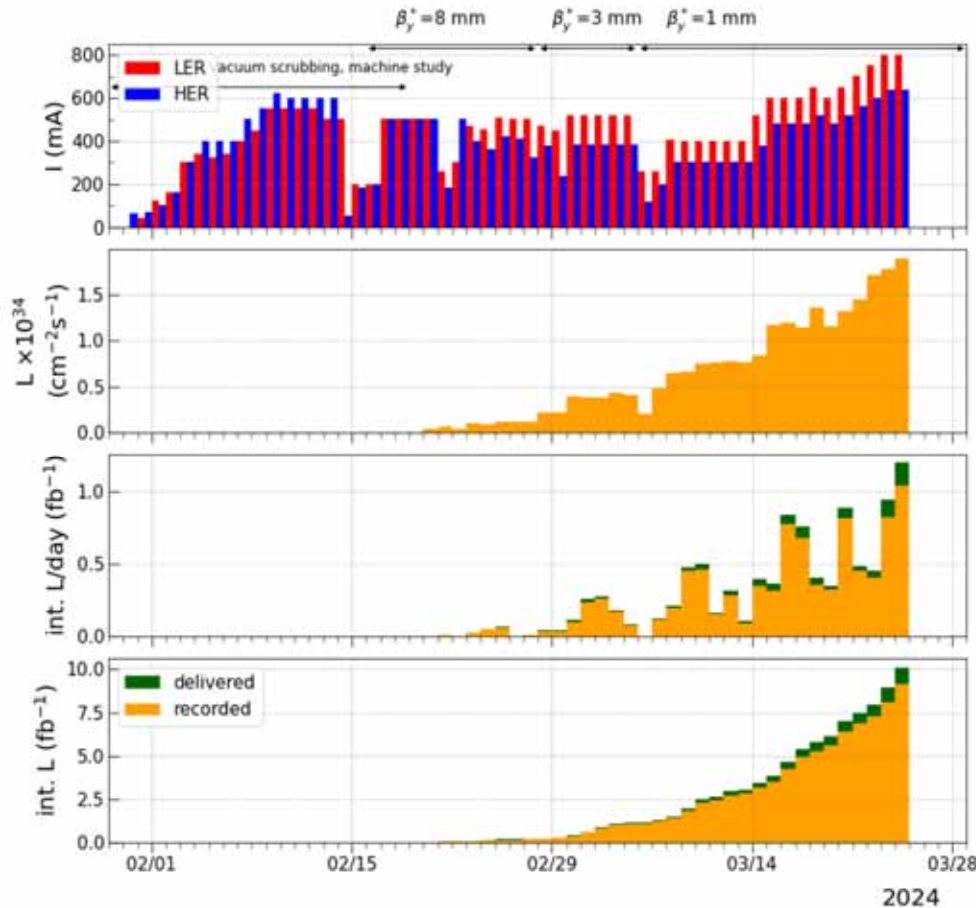 β*y=8 mm β*y=3 mm β*y=1 mm
800
LER vacuum scrubbing, machine study
HER
600
400
200
0
I (mA)
1.5
1.0
0.5
0.0
L ×10³⁴
(cm⁻²s⁻¹)
1.0
0.5
0.0
int. L/day (fb⁻¹)
10.0
delivered
recorded
7.5
5.0
2.5
0.0
int. L (fb⁻¹)
02/01 02/15 02/29 03/14 03/28
2024